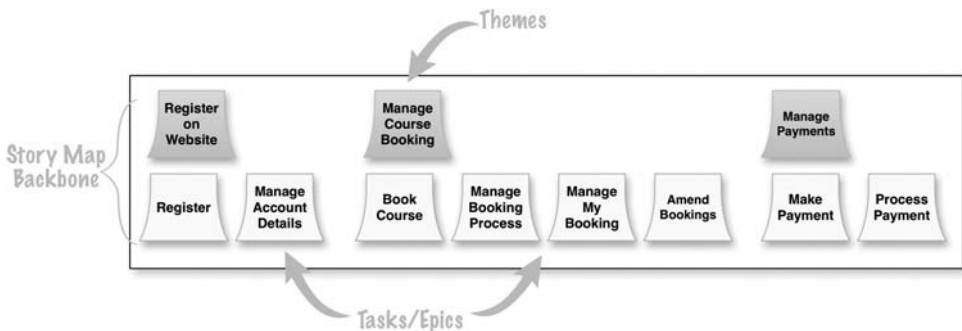 Themes
Register
on
Website
Manage
Course
Booking
Manage
Payments
Story Map
Backbone
Register
Manage
Account
Details
Book
Course
Manage
Booking
Process
Manage
My
Booking
Amend
Bookings
Make
Payment
Process
Payment
Tasks/Epics